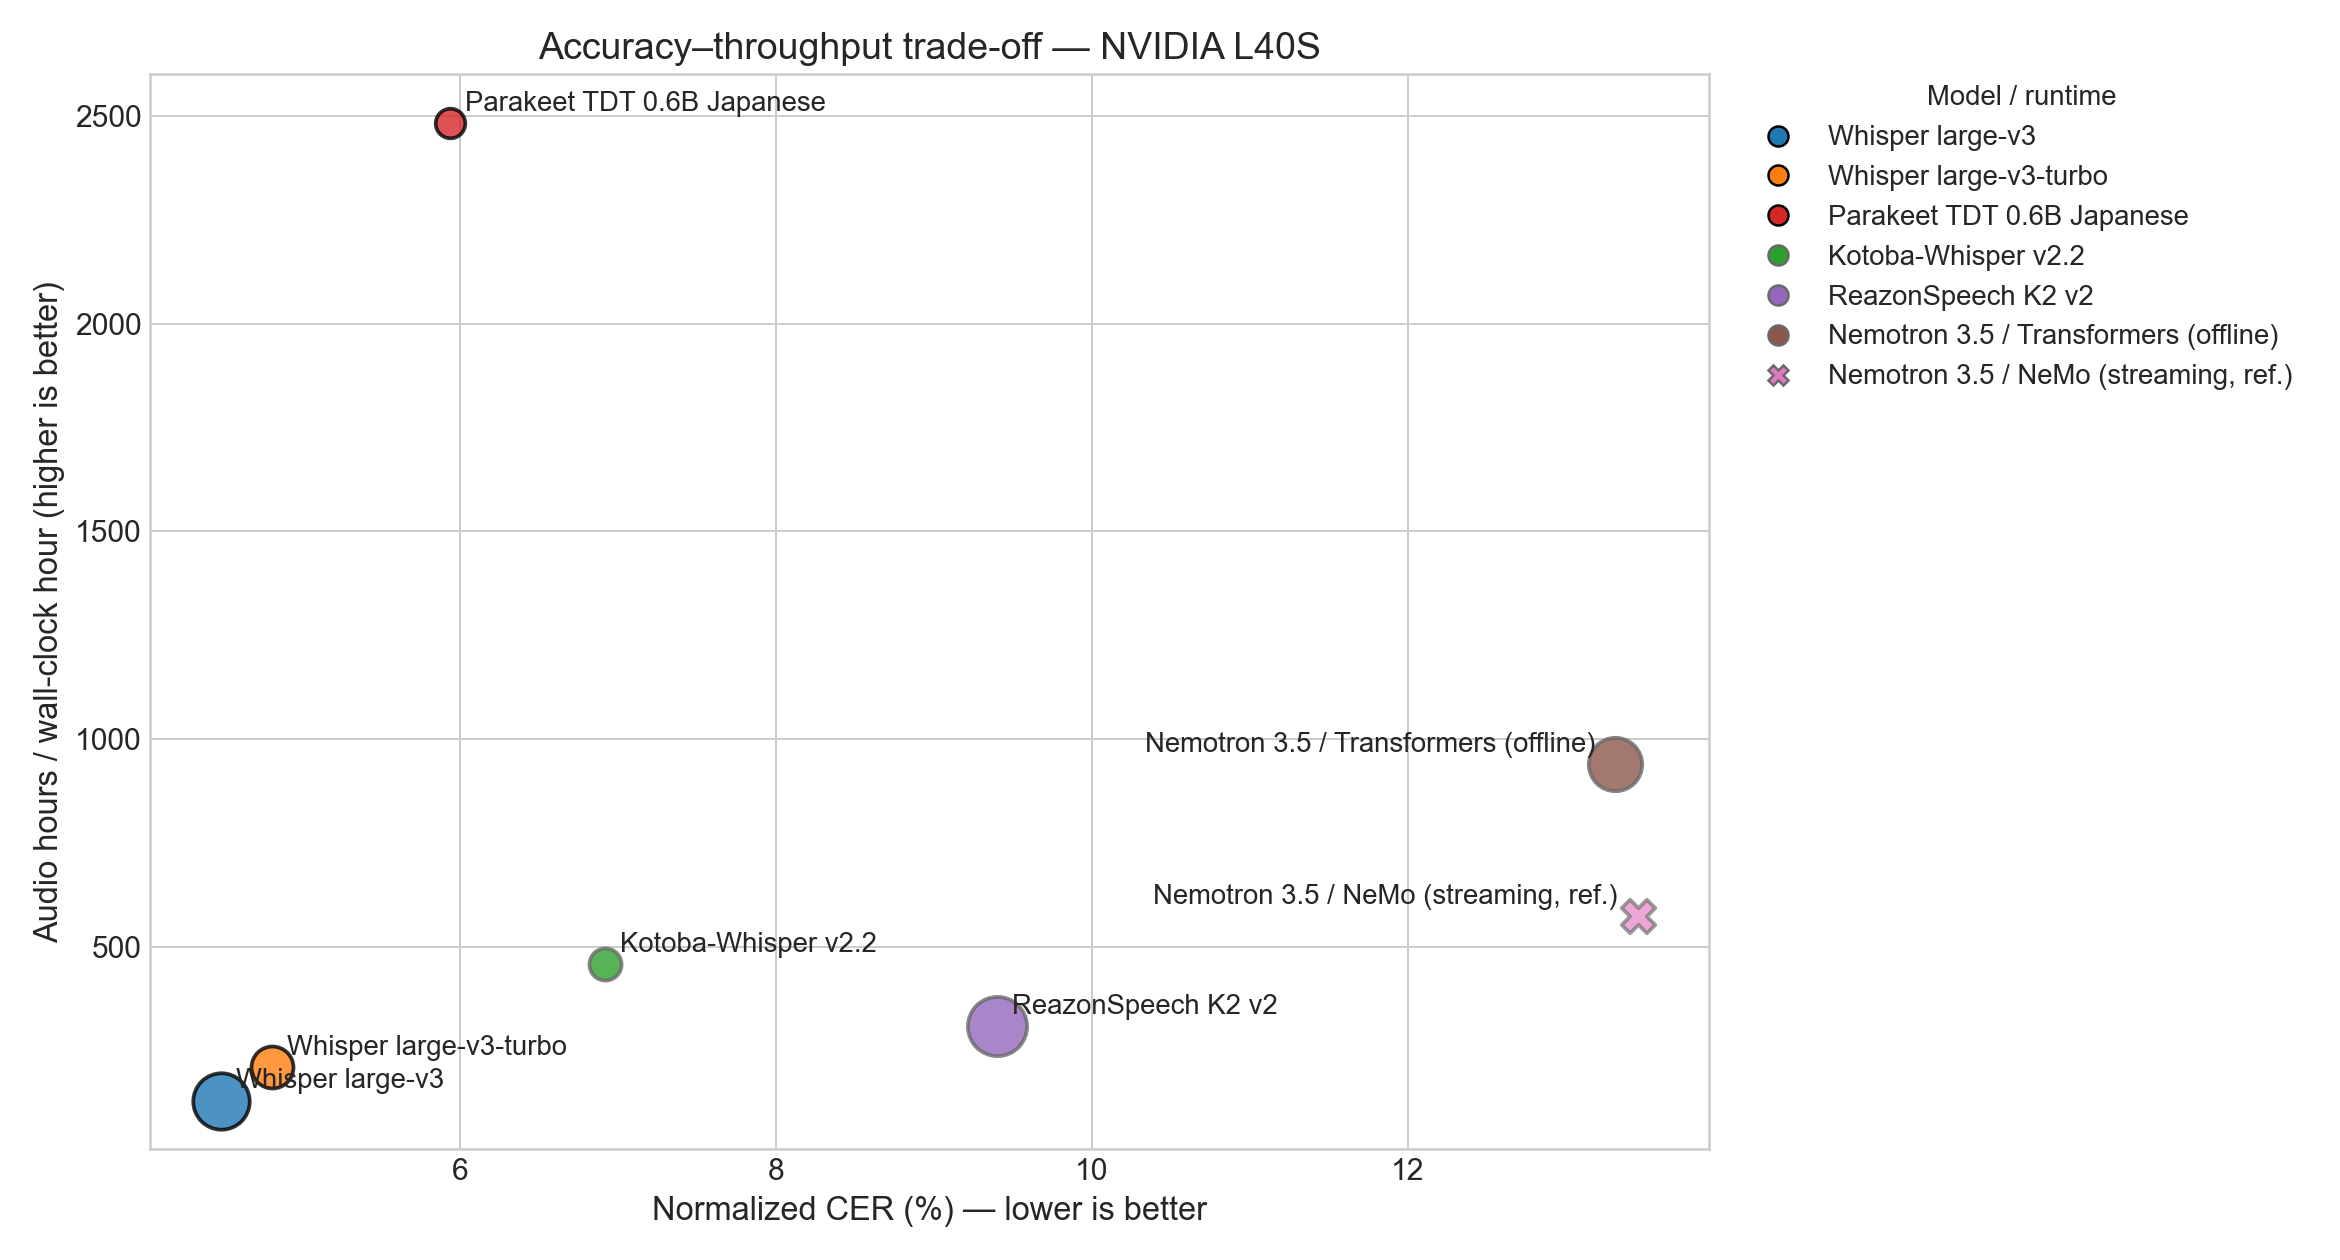 Accuracy–throughput trade-off — NVIDIA L40S
Audio hours / wall-clock hour (higher is better)
2500
2000
1500
1000
500
Parakeet TDT 0.6B Japanese
Nemotron 3.5 / Transformers (offline)
Nemotron 3.5 / NeMo (streaming, ref.)
Kotoba-Whisper v2.2
ReazonSpeech K2 v2
Whisper large-v3-turbo
Whisper large-v3
6 8 10 12
Normalized CER (%) — lower is better
Model / runtime
Whisper large-v3
Whisper large-v3-turbo
Parakeet TDT 0.6B Japanese
Kotoba-Whisper v2.2
ReazonSpeech K2 v2
Nemotron 3.5 / Transformers (offline)
Nemotron 3.5 / NeMo (streaming, ref.)